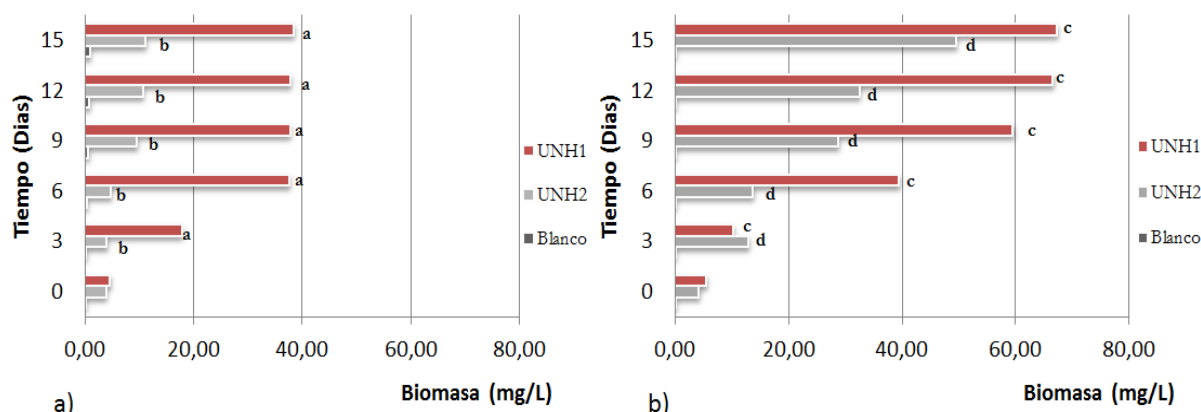 Tiempo (Dias)
15
a
b
12
a
b
9
a
b
6
a
b
3
a
b
0
0,00 20,00 40,00 60,00 80,00
Biomasa (mg/L)
UNH1
UNH2
Blanco
a)
Tiempo (Dias)
15
c
d
12
c
d
9
c
d
6
c
d
3
c
d
0
0,00 20,00 40,00 60,00 80,00
Biomasa (mg/L)
UNH1
UNH2
Blanco
b)